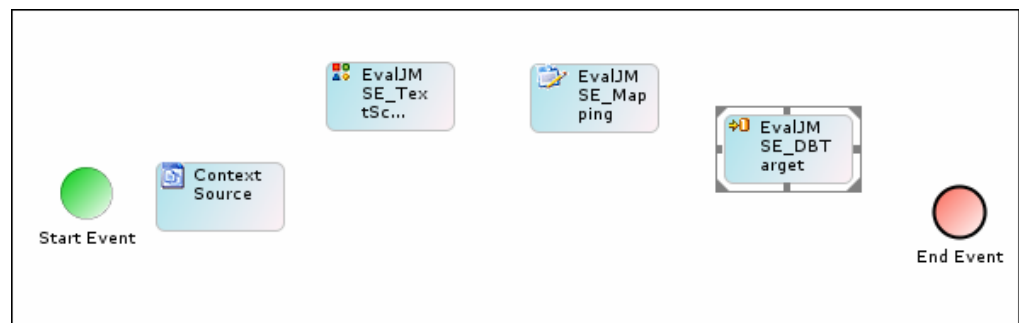 Start Event
Context
Source
EvalJM
SE_Tex
tSc...
EvalJM
SE_Map
ping
EvalJM
SE_DBT
arget
End Event